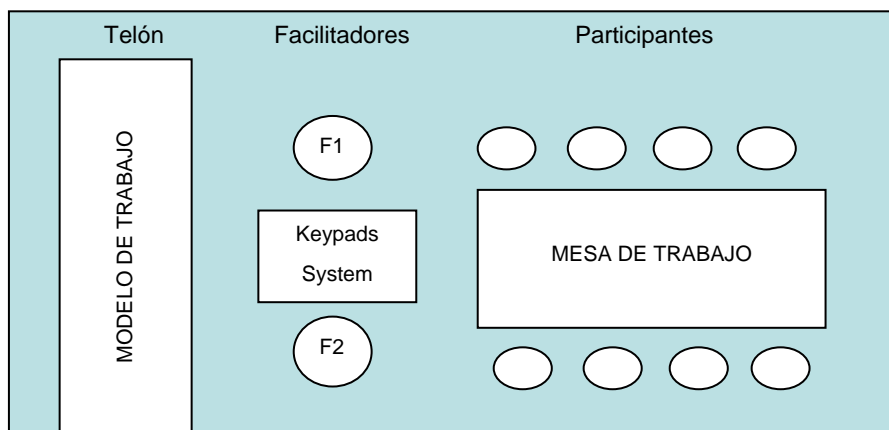 Telón
Facilitadores
Participantes
MODELO DE TRABAJO
F1
Keypads
System
F2
MESA DE TRABAJO